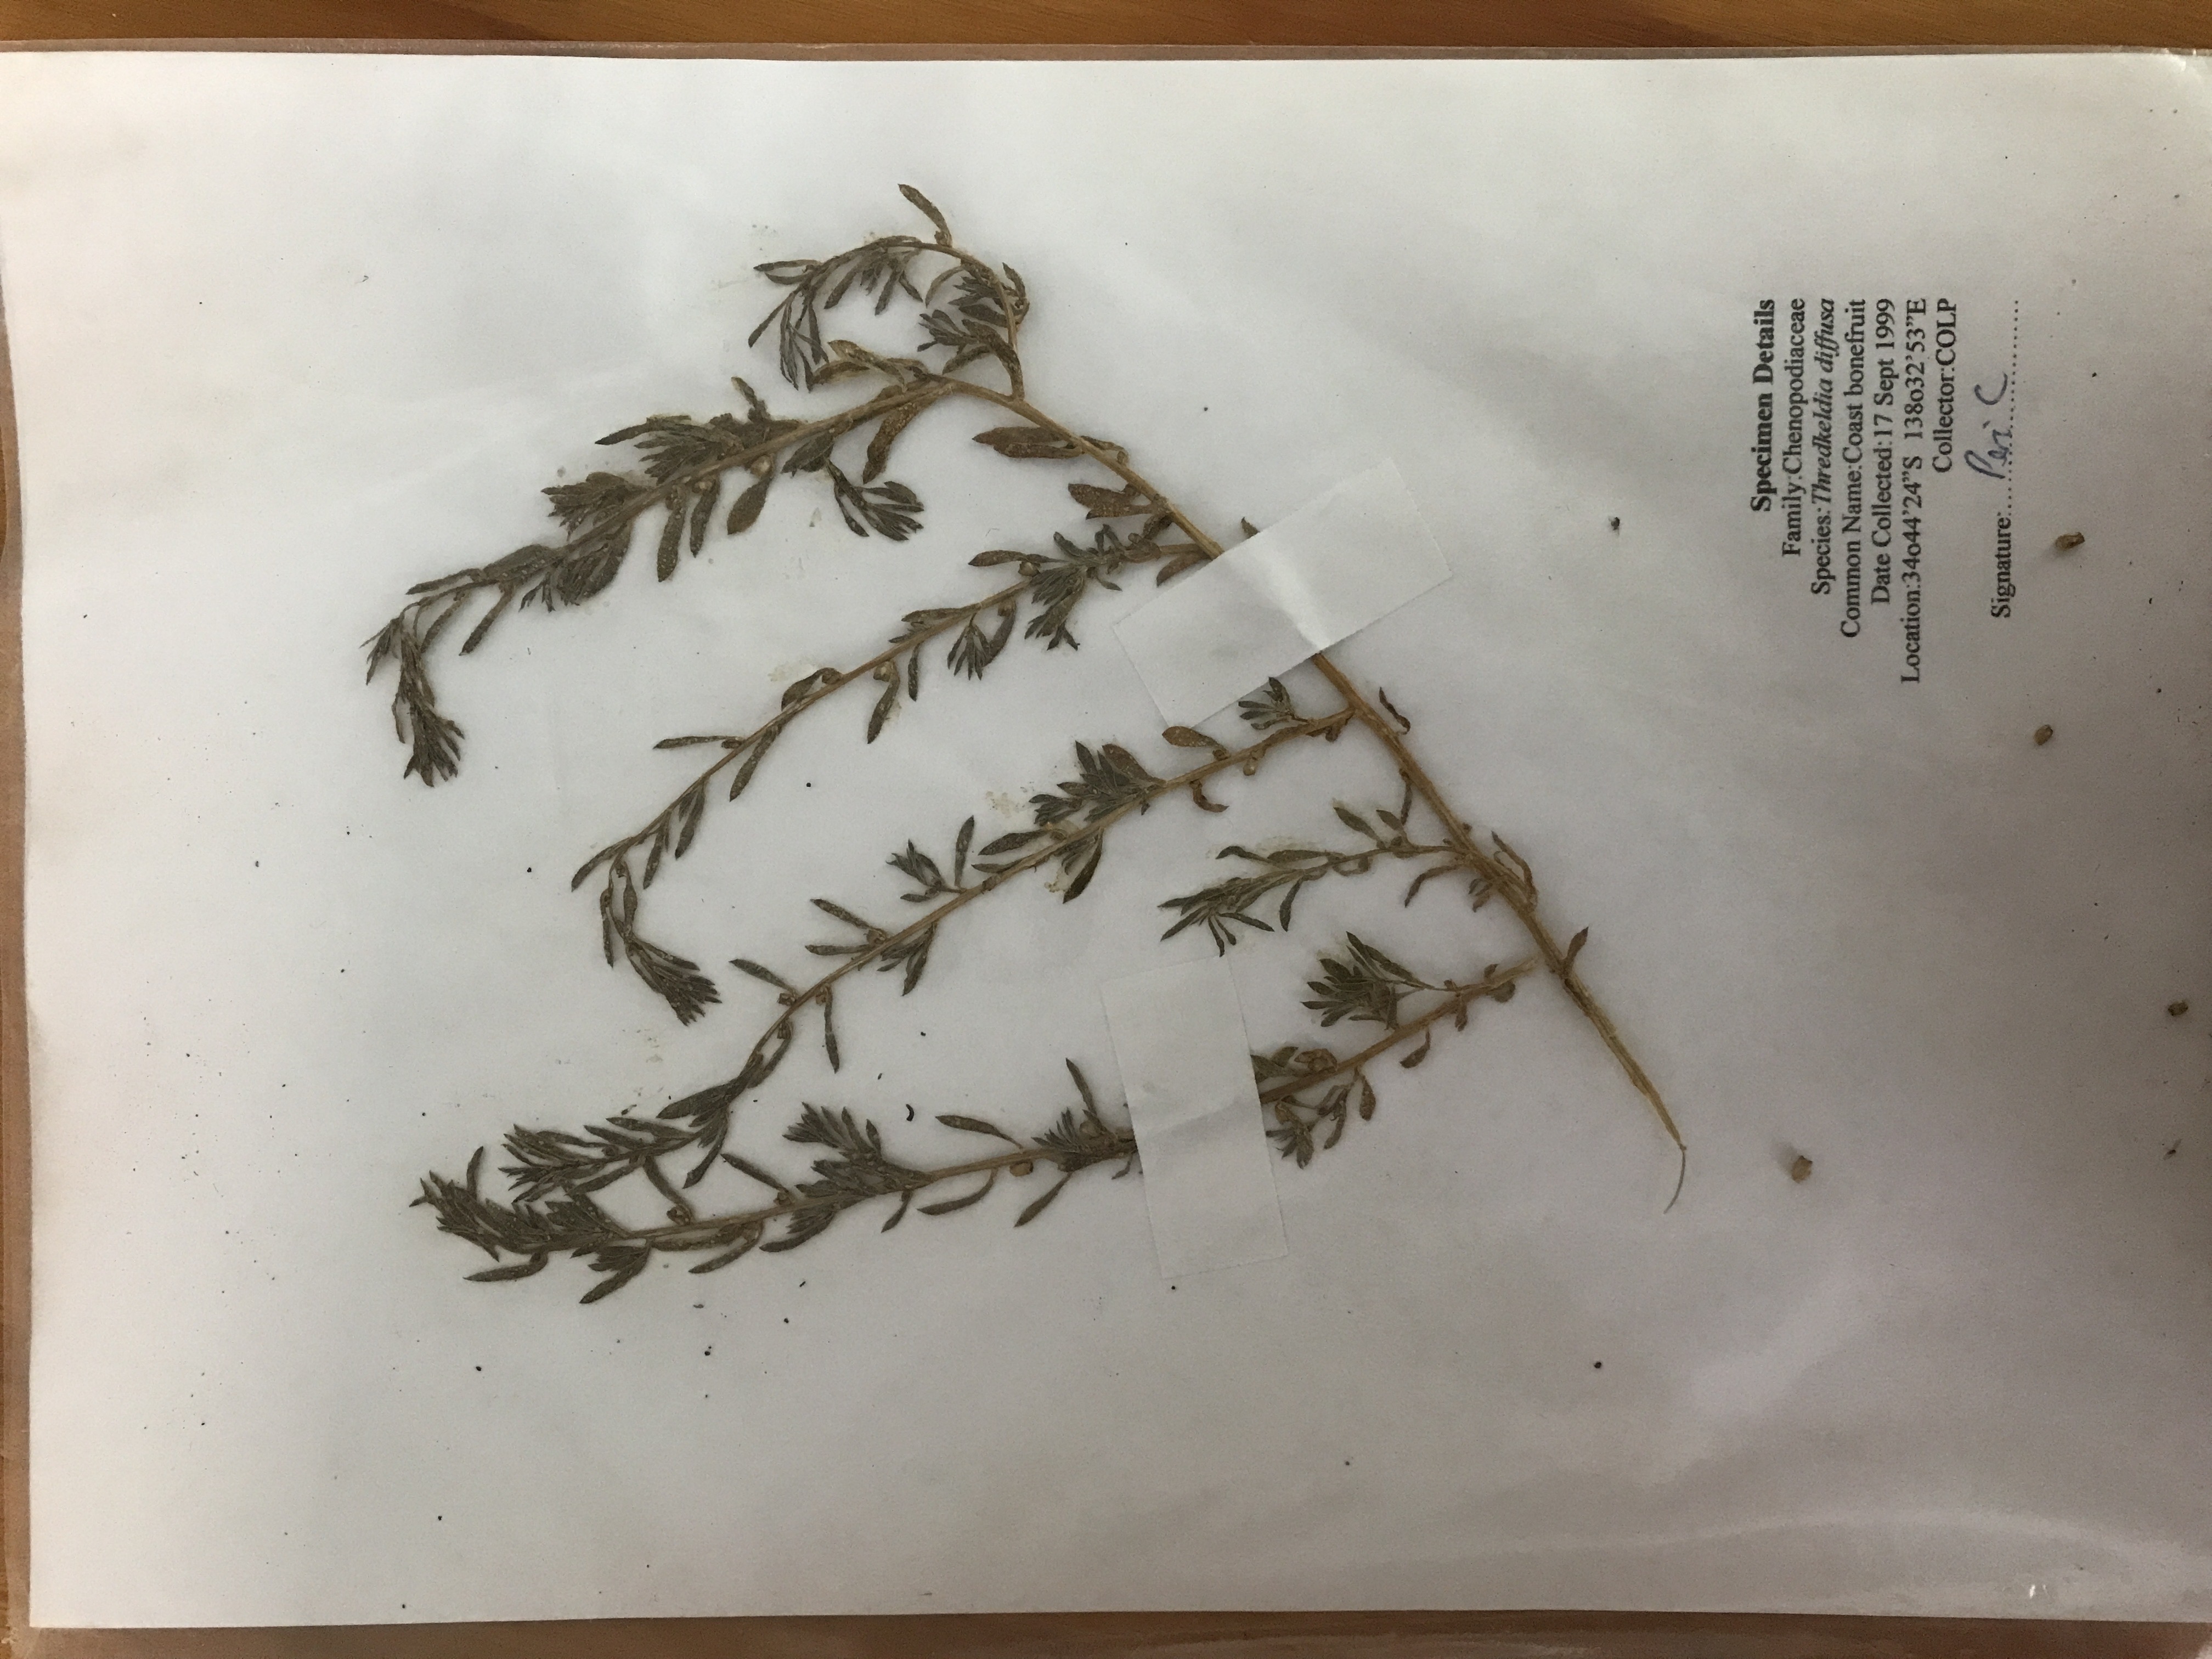 Specimen Details
Family:Chenopodiaceae
Species:Thredkeldia diffusa
Common Name:Coast bonefruit
Date Collected:17 Sept 1999
Location:34o44’24”S 138o32’53”E
Collector:COLP
Signature:.....Peri C.....